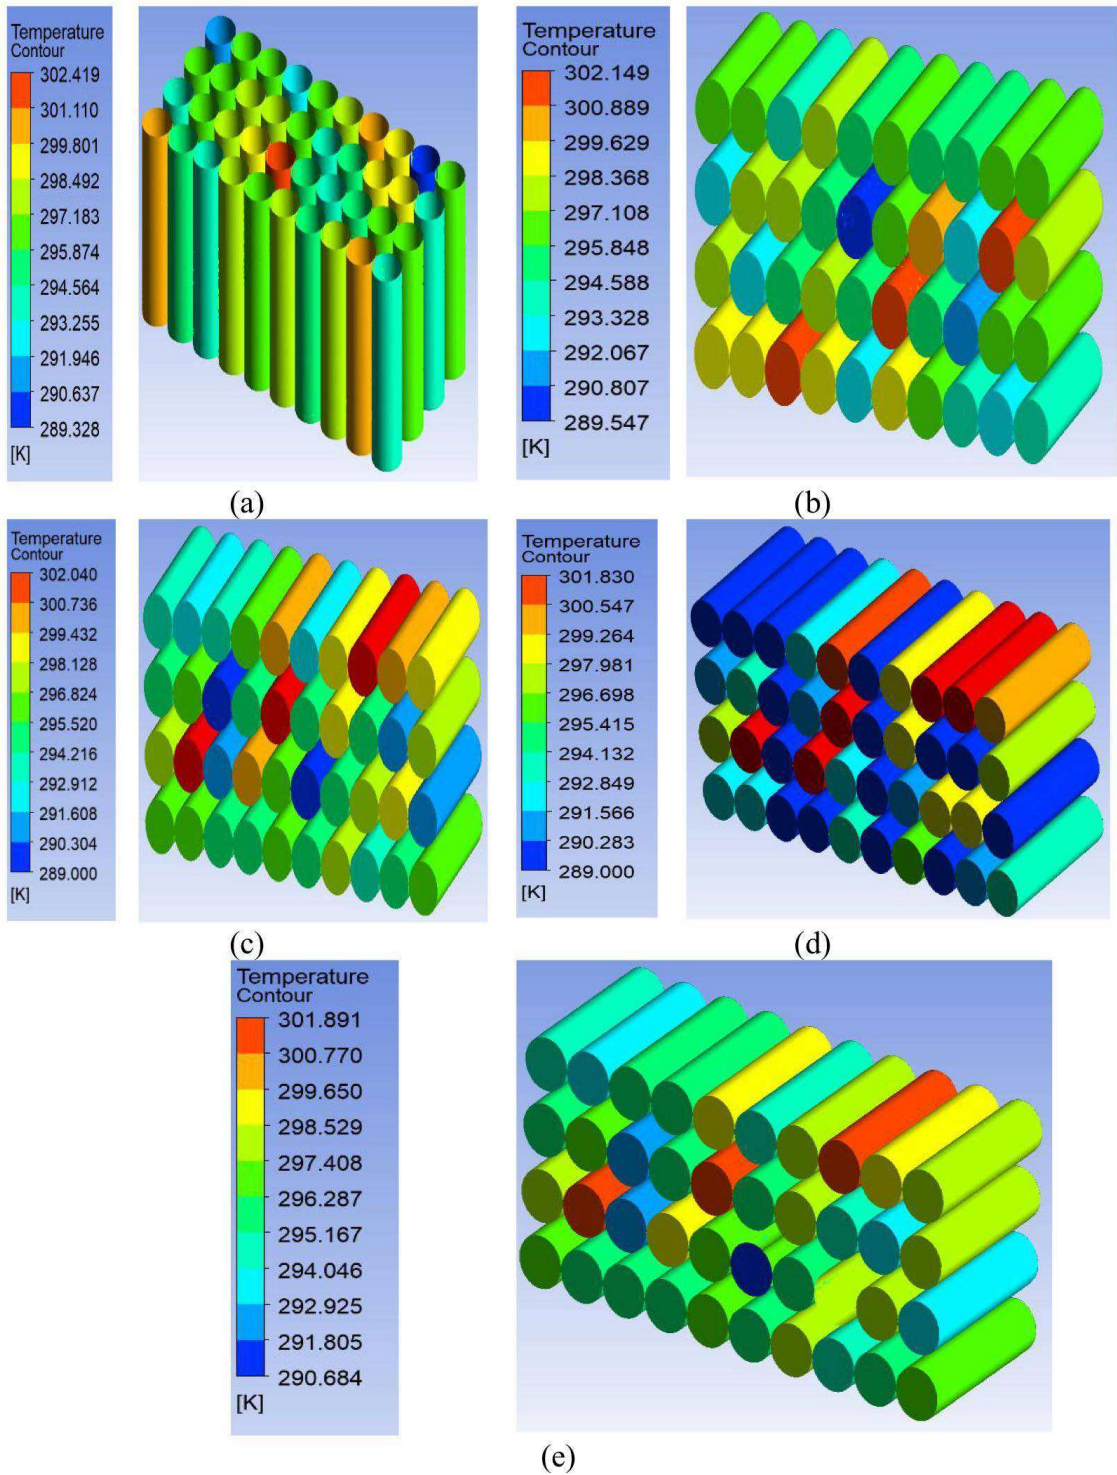 Temperature
Contour
302.419
301.110
299.801
298.492
297.183
295.874
294.564
293.255
291.946
290.637
289.328
[K]
(a)
Temperature
Contour
302.149
300.889
299.629
298.368
297.108
295.848
294.588
293.328
292.067
290.807
289.547
[K]
(b)
Temperature
Contour
302.040
300.736
299.432
298.128
296.824
295.520
294.216
292.912
291.608
290.304
289.000
[K]
(c)
Temperature
Contour
301.830
300.547
299.264
297.981
296.698
295.415
294.132
292.849
291.566
290.283
289.000
[K]
(d)
Temperature
Contour
301.891
300.770
299.650
298.529
297.408
296.287
295.167
294.046
292.925
291.805
290.684
[K]
(e)